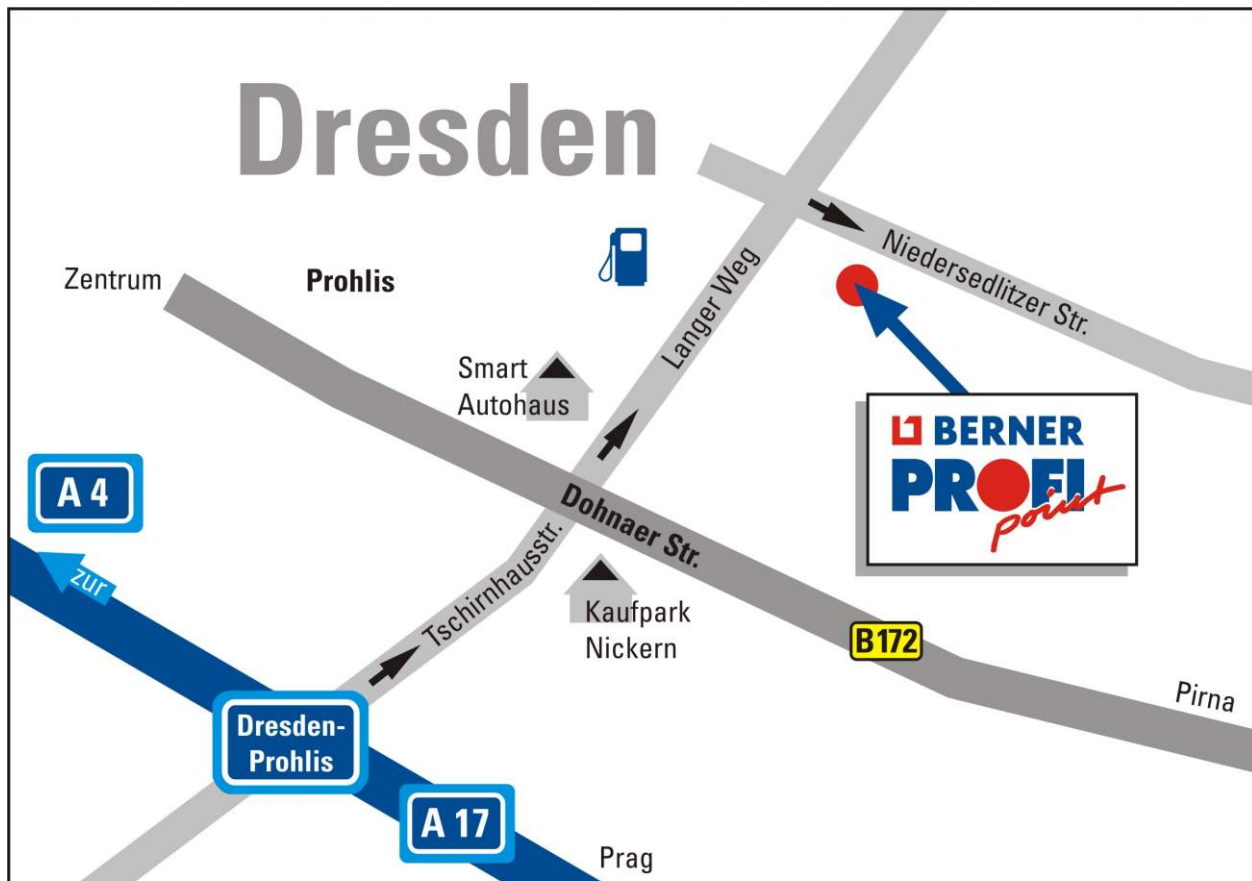 Dresden
Zentrum
Prohlis
Langer Weg
Niedersedlitzer Str.
Smart
Autohaus
BERNER
PROFI
point
A 4
zur
Dohnaer Str.
Tschirnhausstr.
Kaufpark
Nickern
B172
Pirna
Dresden-
Prohlis
A 17
Prag